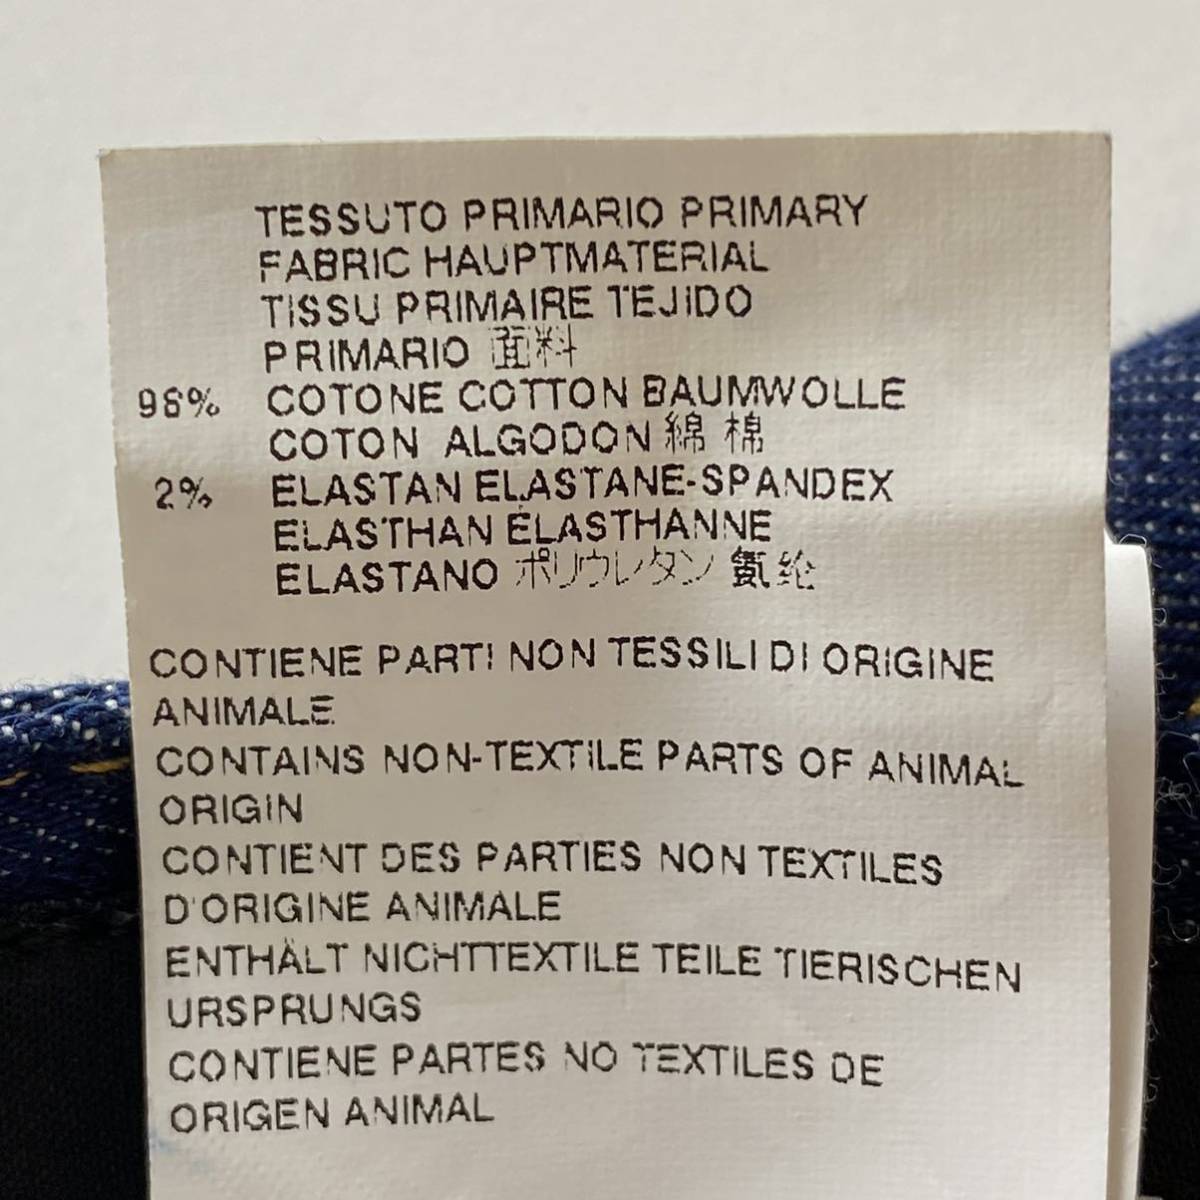 TESSUTO PRIMARIO PRIMARY
FABRIC HAUPTMATERIAL
TISSU PRIMAIRE TEJIDO
PRIMARIO 面料
98% COTONE COTTON BAUMWOLLE
COTON ALGODON 綿 棉
2% ELASTAN ELASTANE-SPANDEX
ELASTHAN ÉLASTHANNE
ELASTANO ポリウレタン 氨纶
CONTIENE PARTI NON TESSILI DI ORIGINE
ANIMALE
CONTAINS NON-TEXTILE PARTS OF ANIMAL
ORIGIN
CONTIENT DES PARTIES NON TEXTILES
D'ORIGINE ANIMALE
ENTHÄLT NICHTTEXTILE TEILE TIERISCHEN
URSPRUNGS
CONTIENE PARTES NO TEXTILES DE
ORIGEN ANIMAL